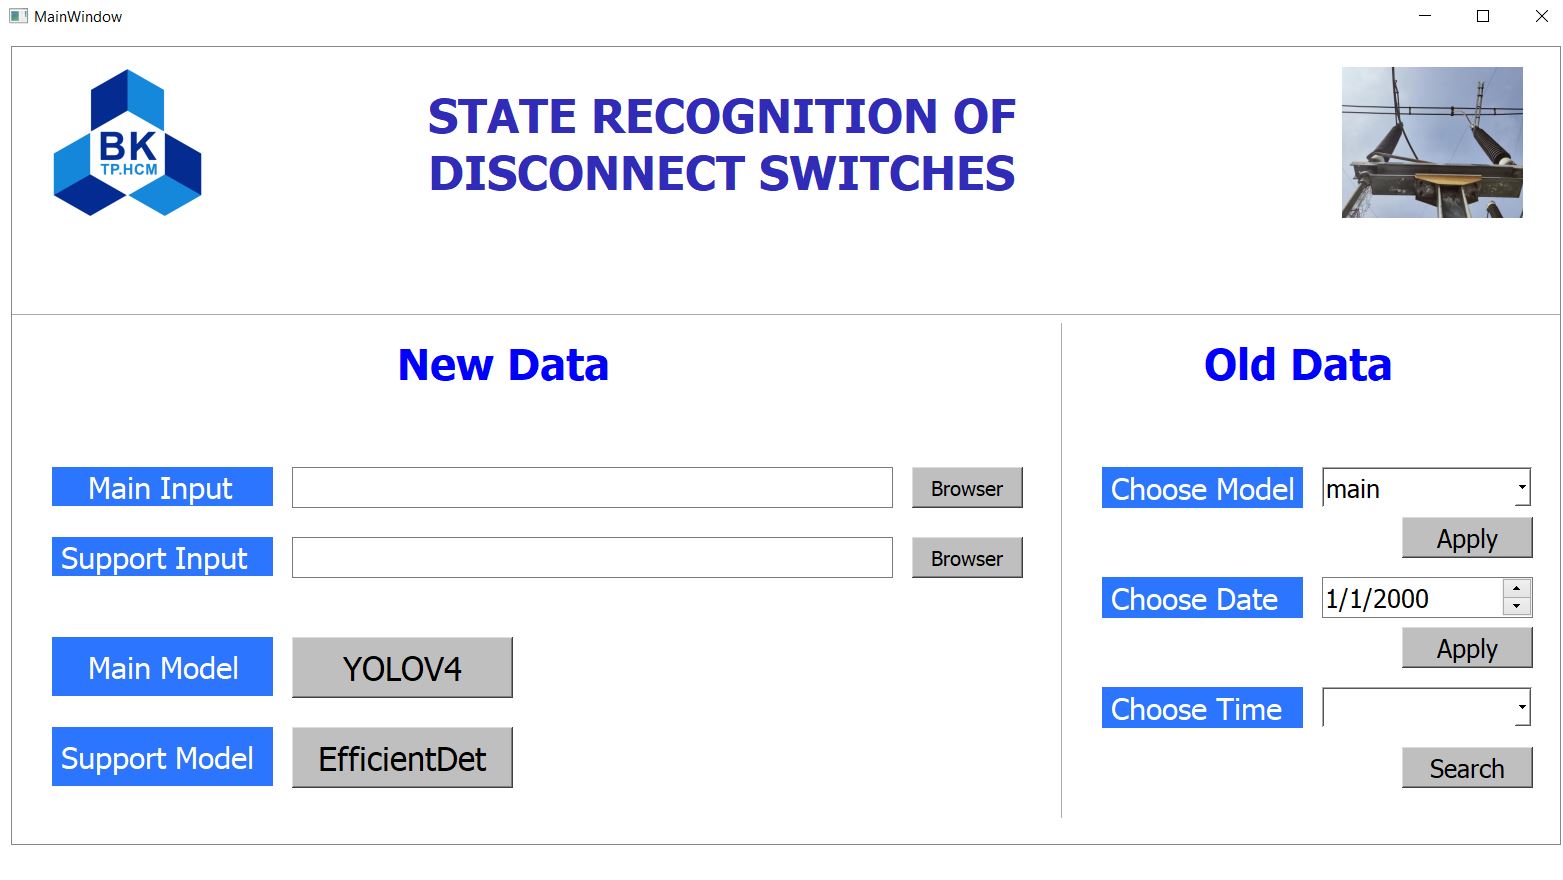 MainWindow
BK
TP.HCM
STATE RECOGNITION OF
DISCONNECT SWITCHES
New Data
Main Input
Browser
Support Input
Browser
Main Model
YOLOV4
Support Model
EfficientDet
Old Data
Choose Model
main
Apply
Choose Date
1/1/2000
Apply
Choose Time
Search